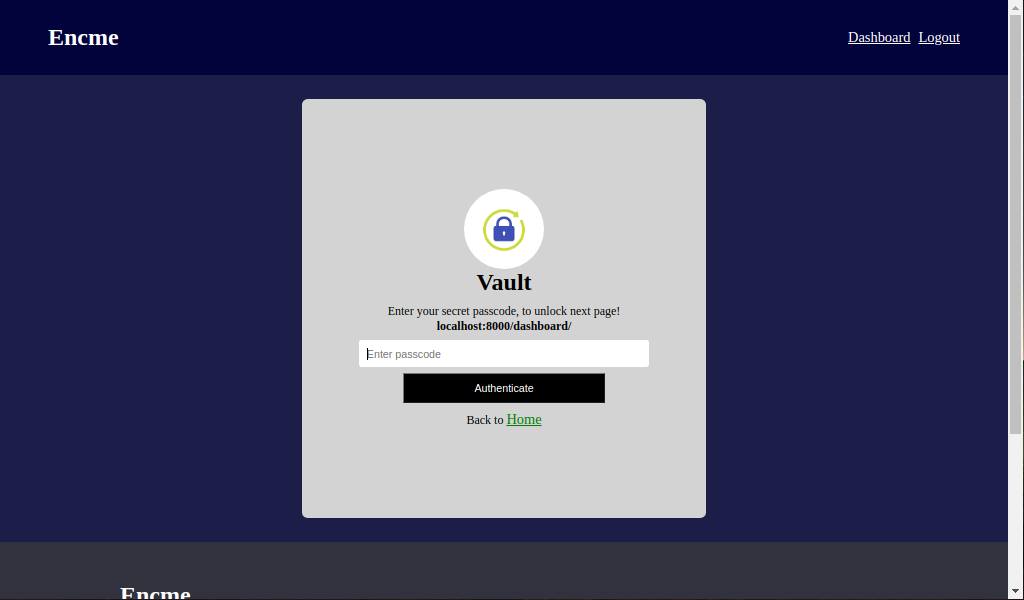 Encme
Dashboard Logout
Vault
Enter your secret passcode, to unlock next page!
localhost:8000/dashboard/
Enter passcode
Authenticate
Back to Home
Encme